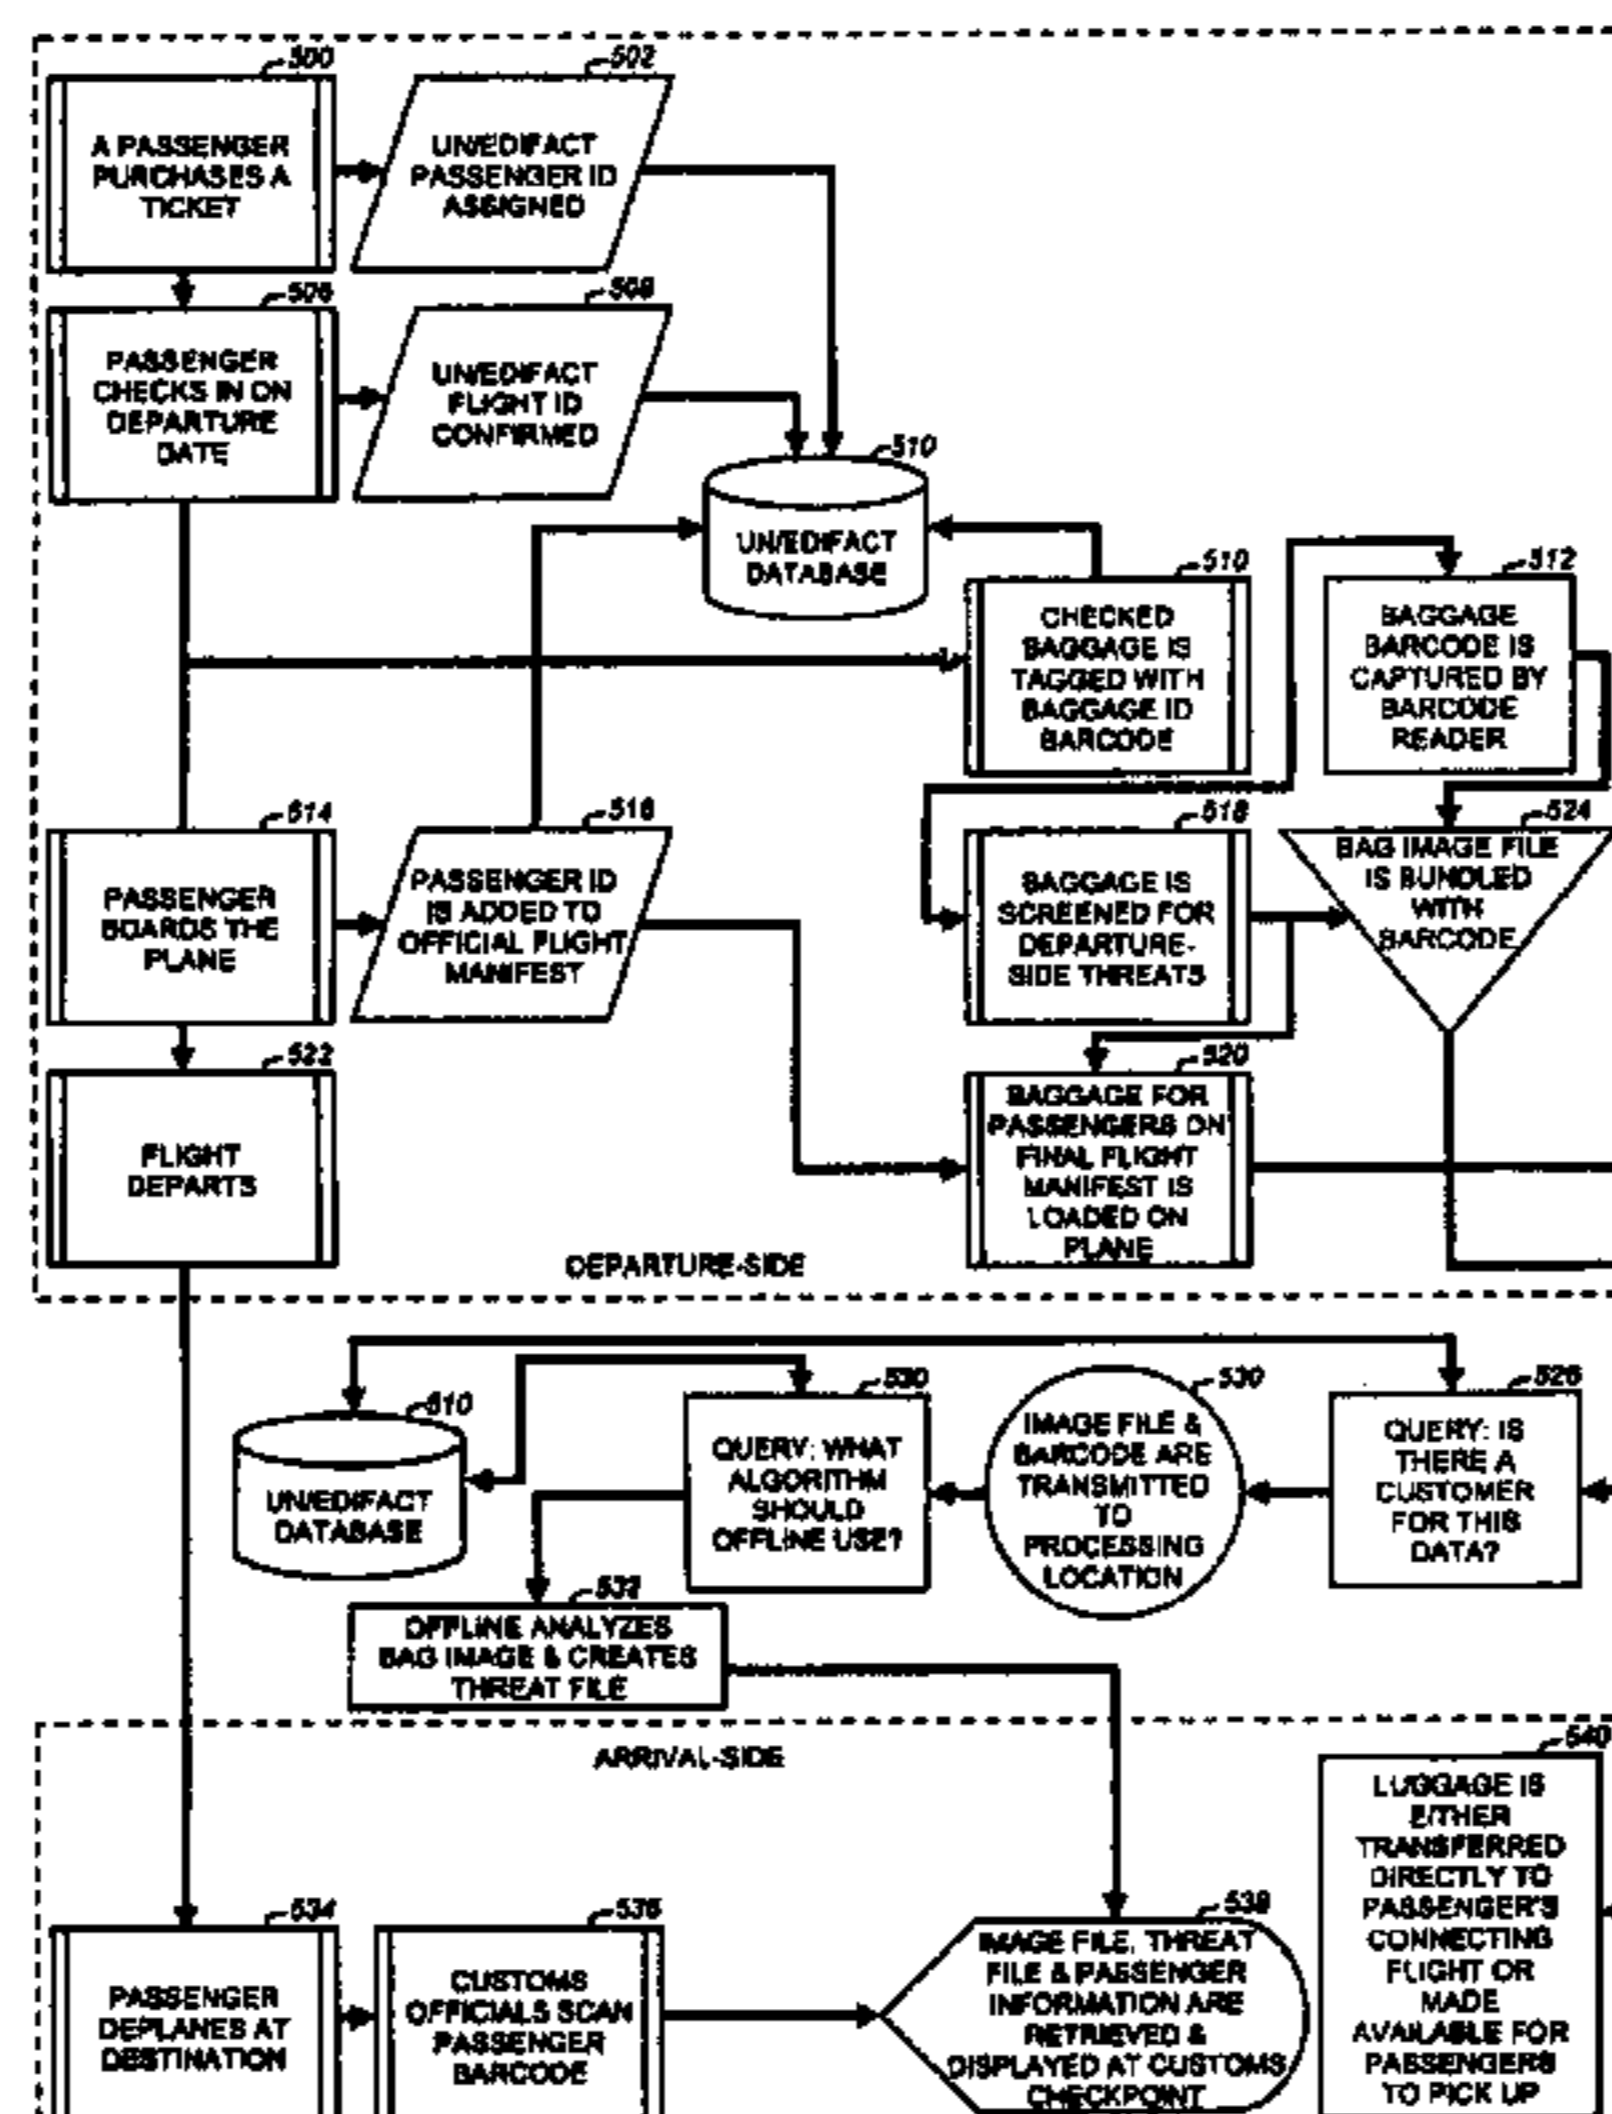 500
A PASSENGER
PURCHASES A
TICKET
502
UN/EDIFACT
PASSENGER ID
ASSIGNED
506
PASSENGER
CHECKS IN ON
DEPARTURE
DATE
508
UN/EDIFACT
FLIGHT ID
CONFIRMED
510
UN/EDIFACT
DATABASE
510
CHECKED
BAGGAGE IS
TAGGED WITH
BAGGAGE ID
BARCODE
512
BAGGAGE
BARCODE IS
CAPTURED BY
BARCODE
READER
514
PASSENGER
BOARDS THE
PLANE
516
PASSENGER ID
IS ADDED TO
OFFICIAL FLIGHT
MANIFEST
518
BAGGAGE IS
SCREENED FOR
DEPARTURE-
SIDE THREATS
524
BAG IMAGE FILE
IS BUNDLED
WITH
BARCODE
522
FLIGHT
DEPARTS
520
BAGGAGE FOR
PASSENGERS ON
FINAL FLIGHT
MANIFEST IS
LOADED ON
PLANE
DEPARTURE-SIDE
510
UN/EDIFACT
DATABASE
530
QUERY: WHAT
ALGORITHM
SHOULD
OFFLINE USE?
530
IMAGE FILE &
BARCODE ARE
TRANSMITTED
TO
PROCESSING
LOCATION
526
QUERY: IS
THERE A
CUSTOMER
FOR THIS
DATA?
532
OFFLINE ANALYZES
BAG IMAGE & CREATES
THREAT FILE
ARRIVAL-SIDE
534
PASSENGER
DEPLANES AT
DESTINATION
536
CUSTOMS
OFFICIALS SCAN
PASSENGER
BARCODE
538
IMAGE FILE, THREAT
FILE & PASSENGER
INFORMATION ARE
RETRIEVED &
DISPLAYED AT CUSTOMS
CHECKPOINT
540
LUGGAGE IS
EITHER
TRANSFERRED
DIRECTLY TO
PASSENGER'S
CONNECTING
FLIGHT OR
MADE
AVAILABLE FOR
PASSENGERS
TO PICK UP